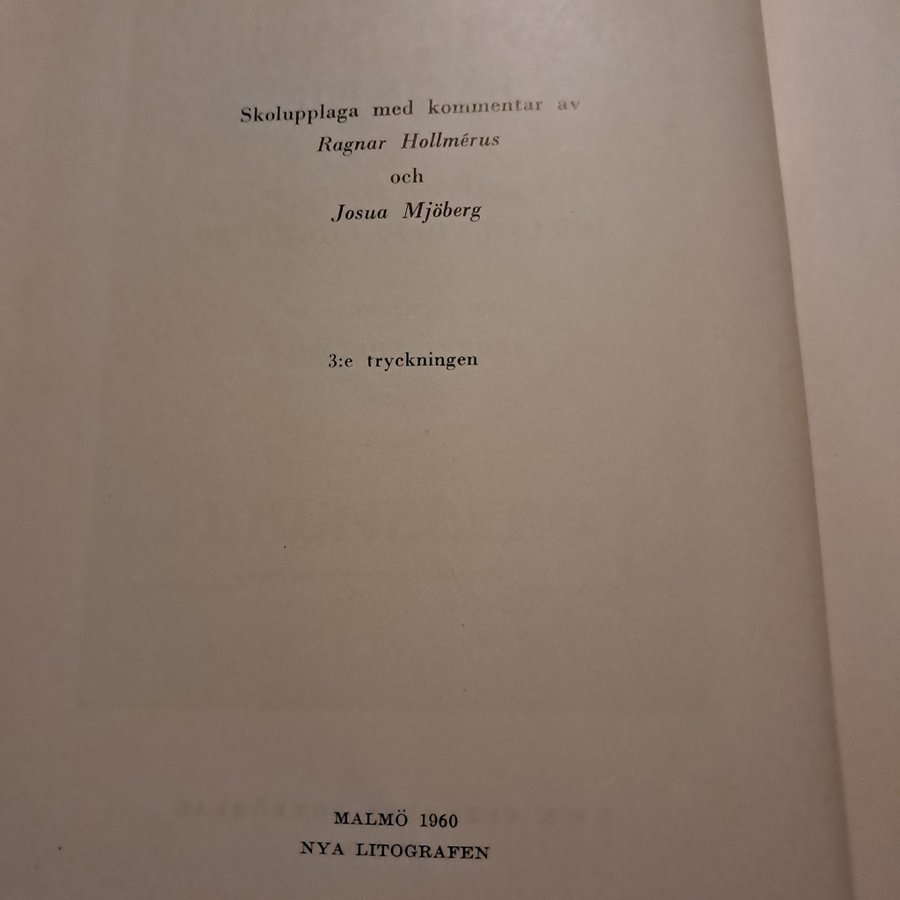 Skolupplaga med kommentar av
Ragnar Hollmérus
och
Josua Mjöberg
3:e tryckningen
MALMÖ 1960
NYA LITOGRAFEN